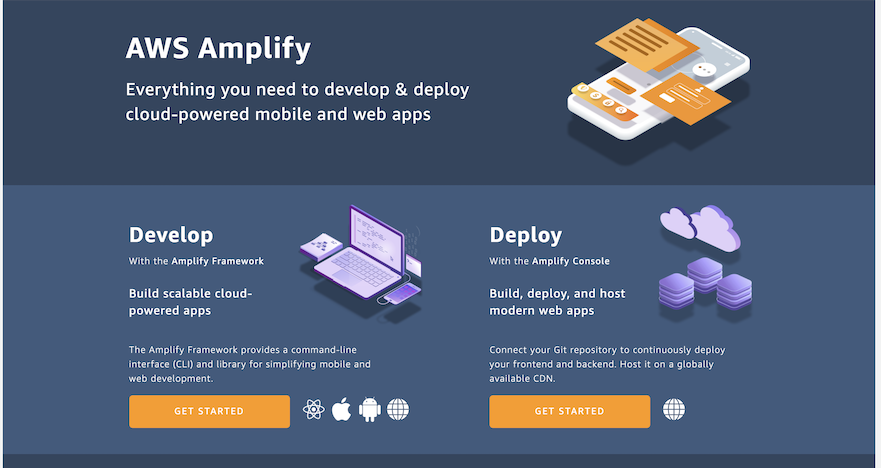 AWS Amplify
Everything you need to develop & deploy
cloud-powered mobile and web apps
Develop
With the Amplify Framework
Build scalable cloud-
powered apps
The Amplify Framework provides a command-line
interface (CLI) and library for simplifying mobile and
web development.
GET STARTED
Deploy
With the Amplify Console
Build, deploy, and host
modern web apps
Connect your Git repository to continuously deploy
your frontend and backend. Host it on a globally
available CDN.
GET STARTED